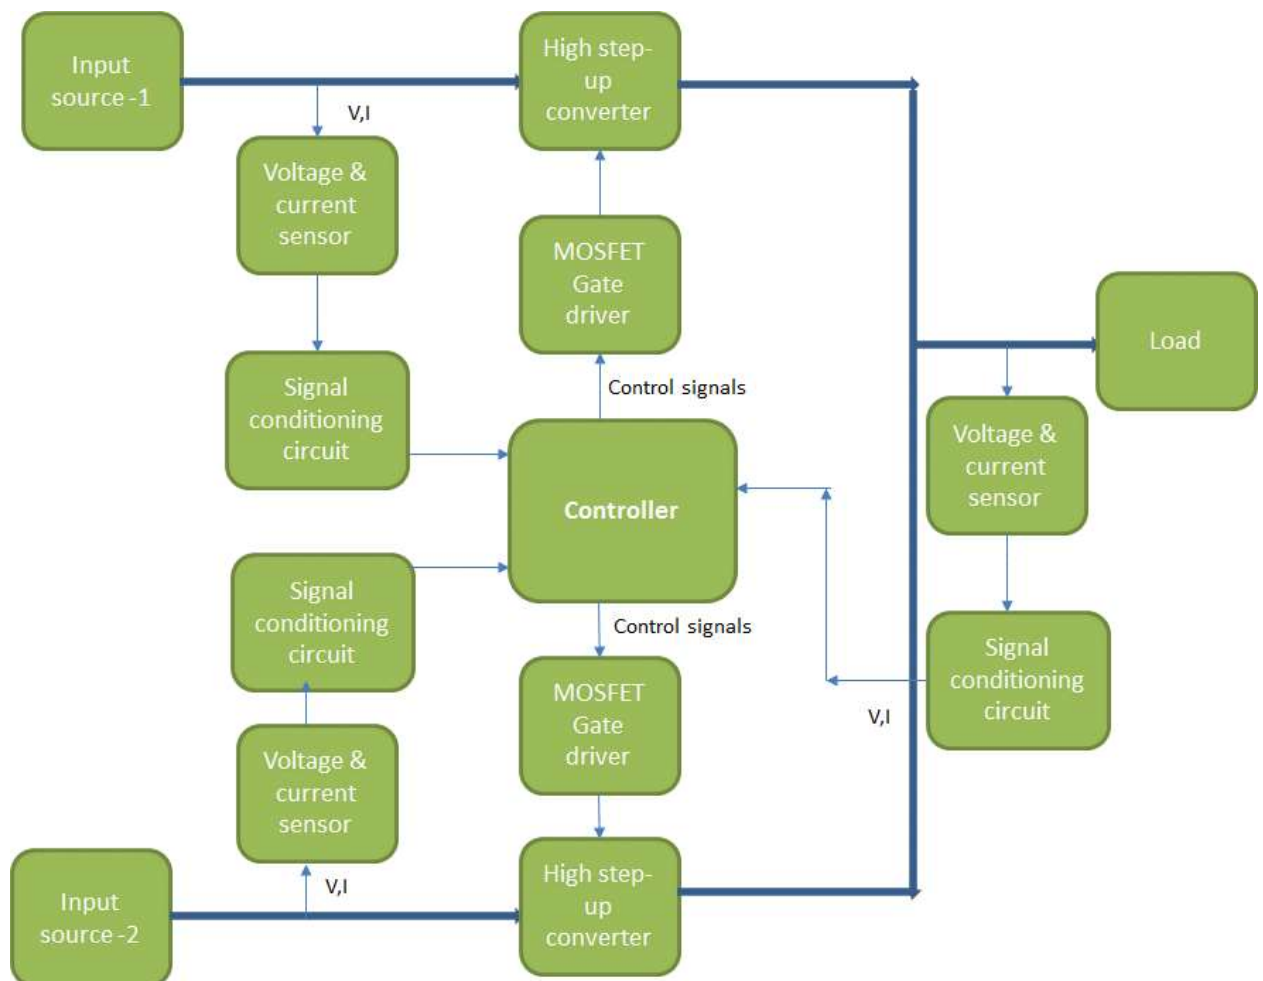 Input
source -1
High step-
up
converter
V,I
Voltage &
current
sensor
MOSFET
Gate
driver
Load
Signal
conditioning
circuit
Control signals
Voltage &
current
sensor
Controller
Signal
conditioning
circuit
Control signals
Signal
conditioning
circuit
MOSFET
Gate
driver
V,I
Voltage &
current
sensor
High step-
up
converter
V,I
Input
source -2